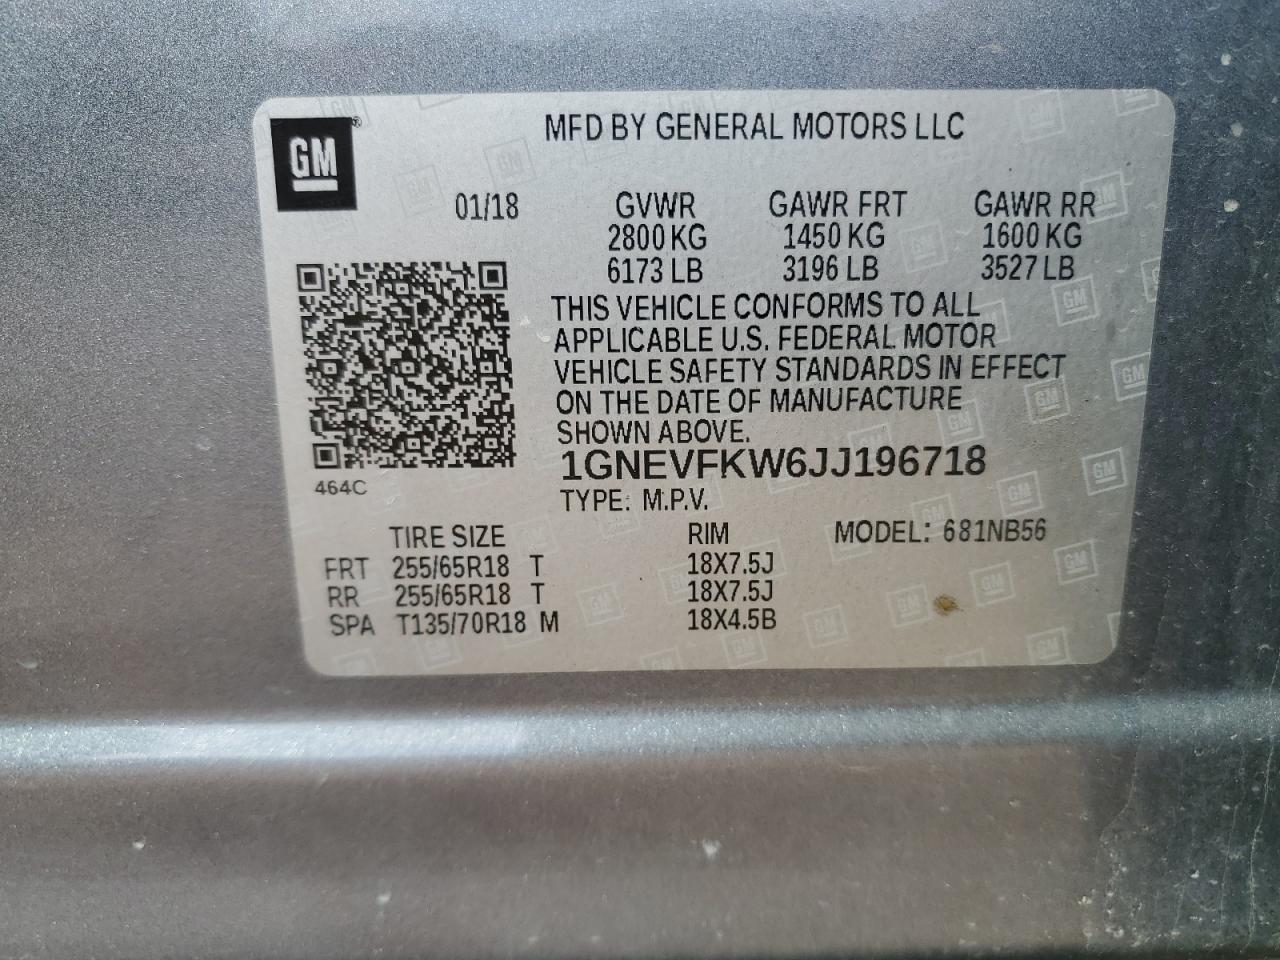 GM
MFD BY GENERAL MOTORS LLC
01/18 GVWR GAWR FRT GAWR RR
2800 KG 1450 KG 1600 KG
6173 LB 3196 LB 3527 LB
THIS VEHICLE CONFORMS TO ALL
APPLICABLE U.S. FEDERAL MOTOR
VEHICLE SAFETY STANDARDS IN EFFECT
ON THE DATE OF MANUFACTURE
SHOWN ABOVE.
1GNEVFKW6JJ196718
464C
TYPE: M.P.V.
TIRE SIZE RIM MODEL: 681NB56
FRT 255/65R18 T 18X7.5J
RR 255/65R18 T 18X7.5J
SPA T135/70R18 M 18X4.5B